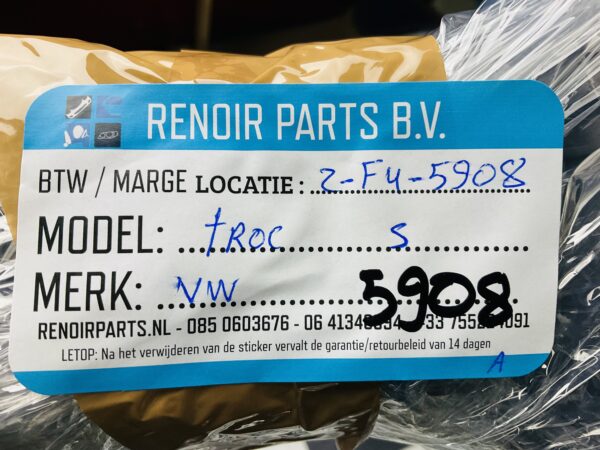 RENOIR PARTS B.V.
BTW / MARGE LOCATIE: 2-F4-5908
MODEL: tROC S
MERK: VW 5908
RENOIRPARTS.NL - 085 0603676 - 06
LETOP: Na het verwijderen van de sticker vervalt de garantie/retourbeleid van 14 dagen
A